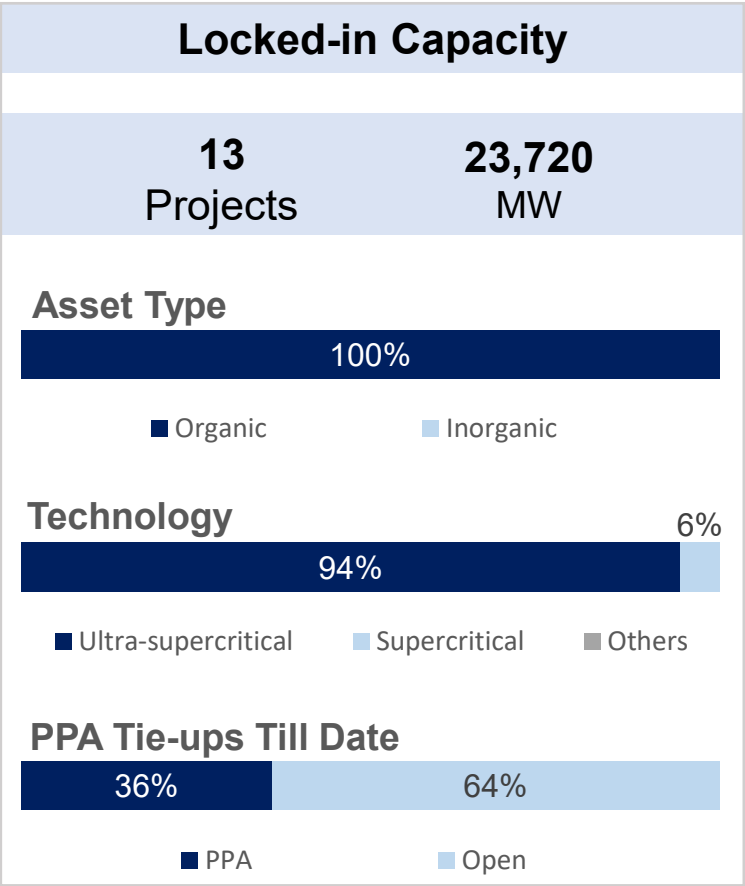 Locked-in Capacity
13 23,720
Projects MW
Asset Type
100%
Organic Inorganic
Technology
6%
94%
Ultra-supercritical Supercritical Others
PPA Tie-ups Till Date
36% 64%
PPA Open